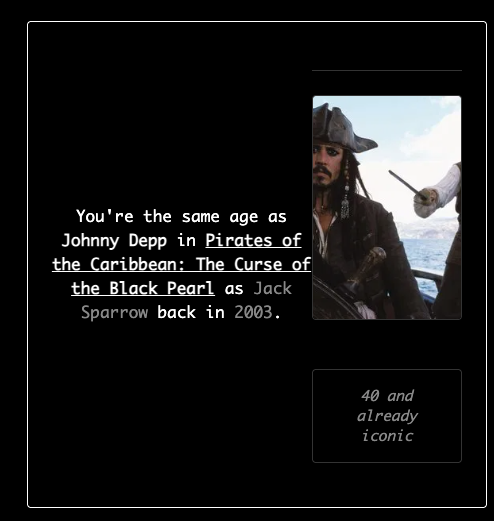 You're the same age as
Johnny Depp in Pirates of
the Caribbean: The Curse of
the Black Pearl as Jack
Sparrow back in 2003.
40 and
already
iconic